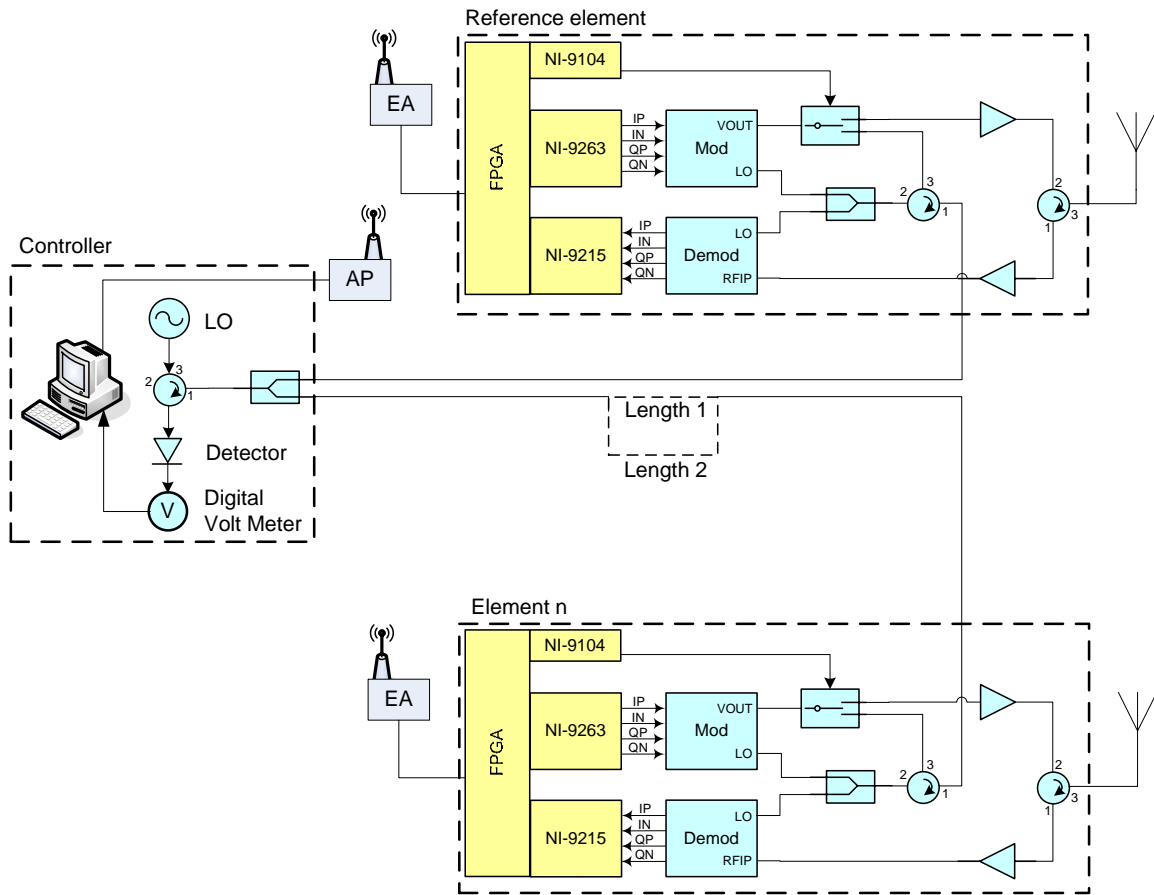 Reference element
EA
FPGA
NI-9104
NI-9263
IP
IN
QP
QN
VOUT
Mod
LO
2
3
1
2
3
1
NI-9215
IP
IN
QP
QN
LO
Demod
RFIP
Controller
AP
LO
3
2
1
Detector
V
Digital
Volt Meter
Length 1
Length 2
Element n
EA
FPGA
NI-9104
NI-9263
IP
IN
QP
QN
VOUT
Mod
LO
2
3
1
2
3
1
NI-9215
IP
IN
QP
QN
LO
Demod
RFIP